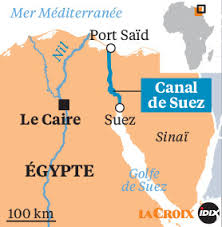 Mer Méditerranée
Port Saïd
Nil
Canal
de Suez
Le Caire
Suez
Sinaï
ÉGYPTE
Golfe
de Suez
100 km
LA CROIX IDIX